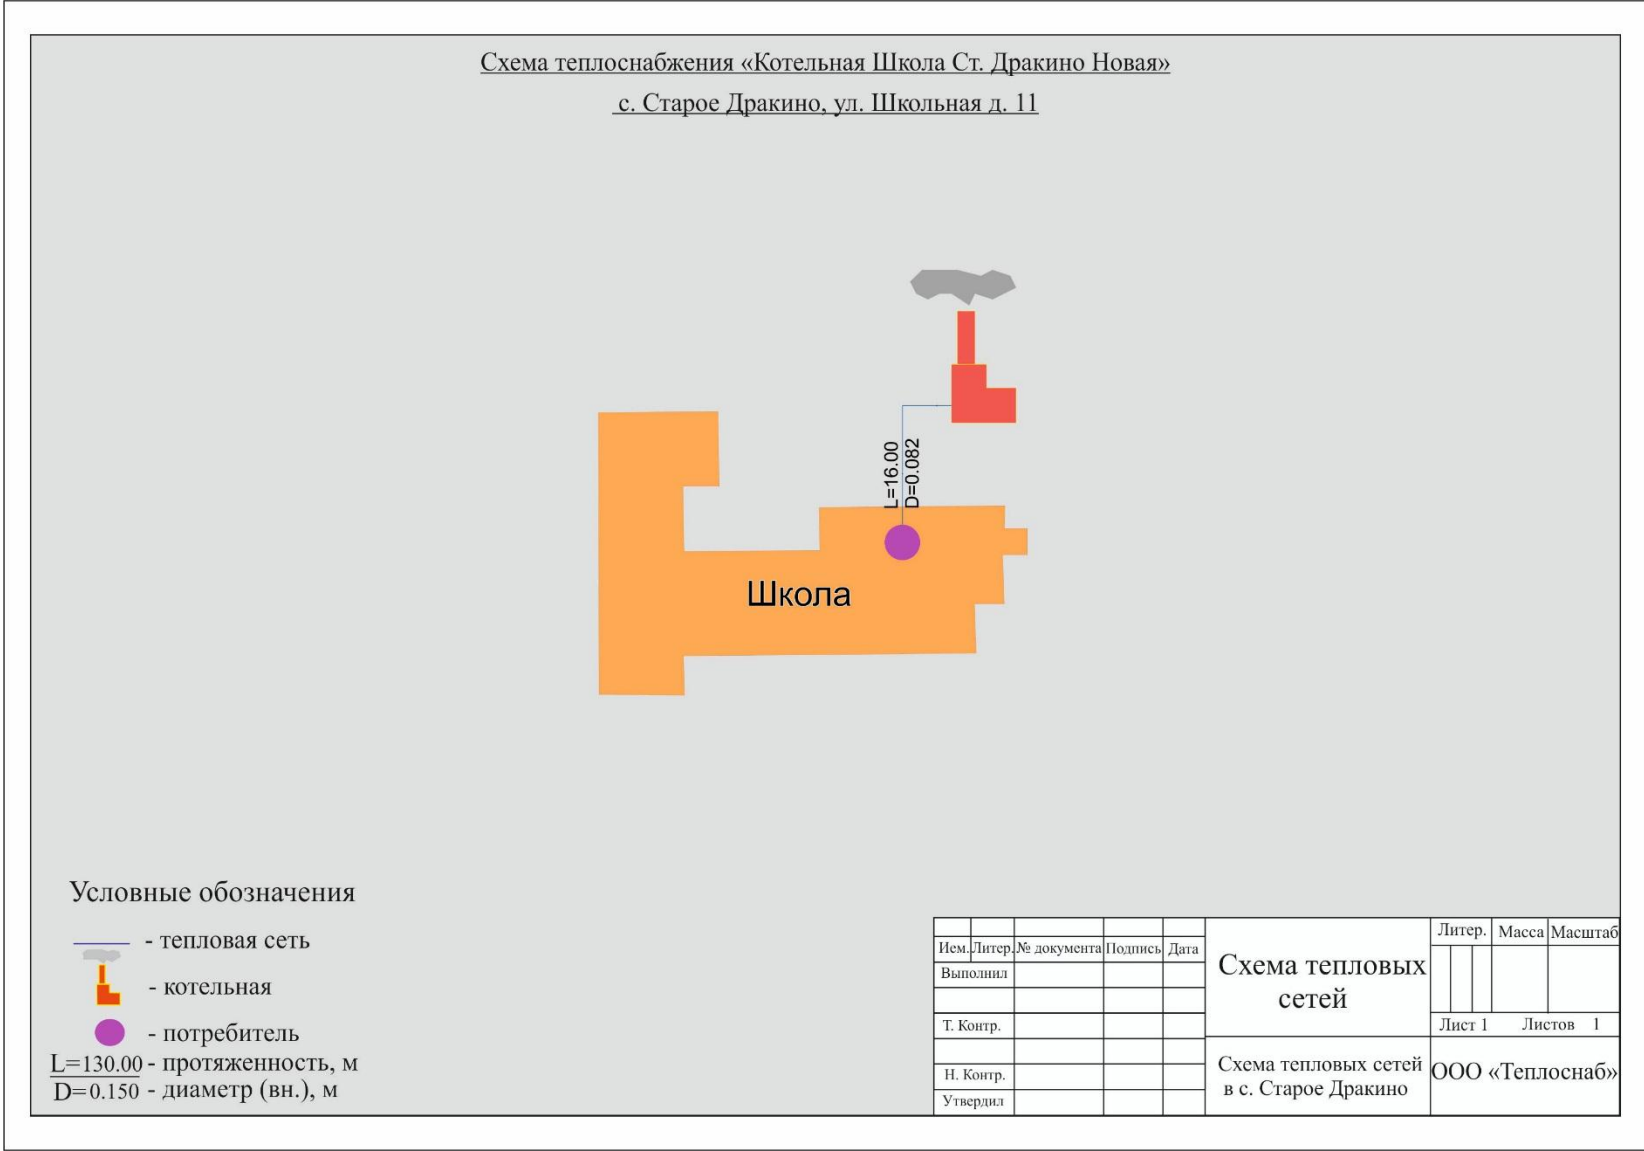 Схема теплоснабжения «Котельная Школа Ст. Дракино Новая»
с. Старое Дракино, ул. Школьная д. 11
L=16.00
D=0.082
Школа
Условные обозначения
- тепловая сеть
- котельная
- потребитель
L=130.00 - протяженность, м
D=0.150 - диаметр (вн.), м
Ием. Литер. № документа Подпись Дата
Выполнил
Т. Контр.
Н. Контр.
Утвердил
Схема тепловых
сетей
Схема тепловых сетей
в с. Старое Дракино
Литер. Масса Масштаб
Лист 1 Листов 1
ООО «Теплоснаб»